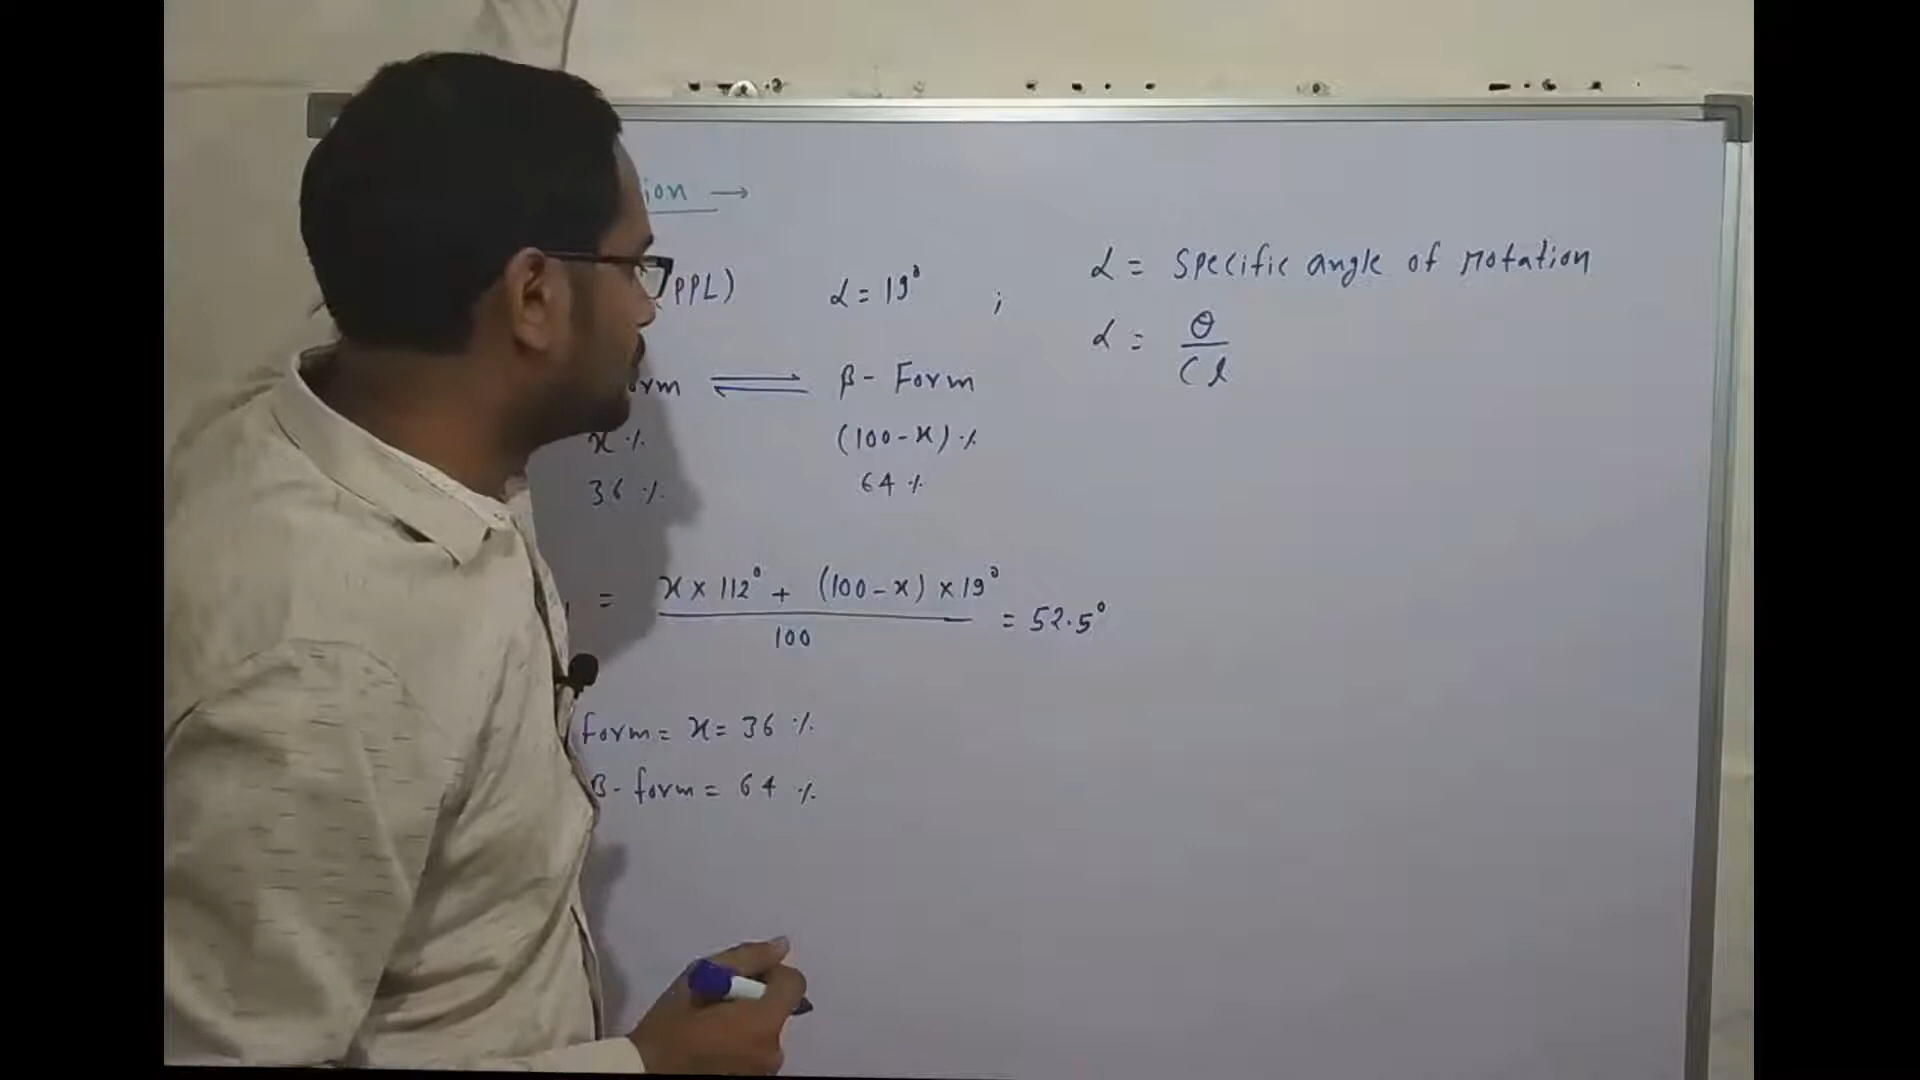 ion →
PPL) α = 19° ; α = Specific angle of rotation
α = θ / Cl
orm ⇌ β - Form
x % (100 - x) %
36 % 64 %
= x × 112° + (100 - x) × 19° / 100 = 52.5°
form = x = 36 %
β - form = 64 %